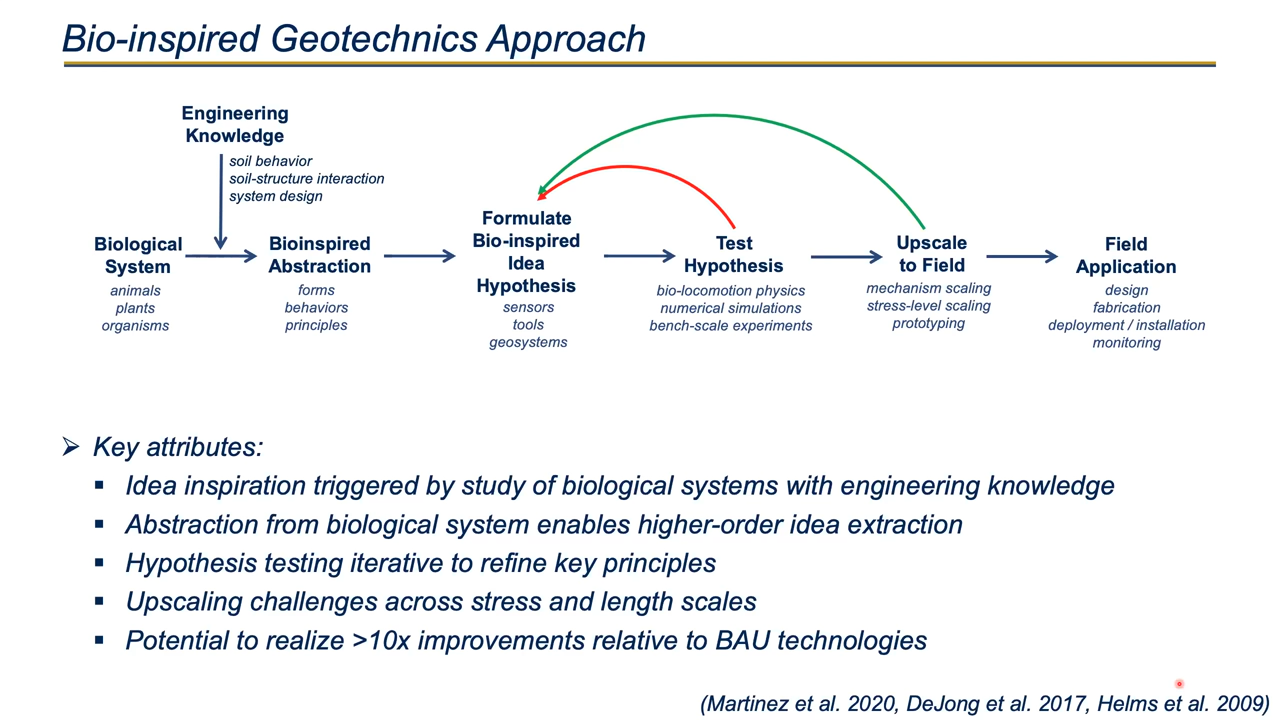 Bio-inspired Geotechnics Approach
Engineering
Knowledge
soil behavior
soil-structure interaction
system design
Biological
System
animals
plants
organisms
Bioinspired
Abstraction
forms
behaviors
principles
Formulate
Bio-inspired
Idea
Hypothesis
sensors
tools
geosystems
Test
Hypothesis
bio-locomotion physics
numerical simulations
bench-scale experiments
Upscale
to Field
mechanism scaling
stress-level scaling
prototyping
Field
Application
design
fabrication
deployment / installation
monitoring
➢ Key attributes:
▪ Idea inspiration triggered by study of biological systems with engineering knowledge
▪ Abstraction from biological system enables higher-order idea extraction
▪ Hypothesis testing iterative to refine key principles
▪ Upscaling challenges across stress and length scales
▪ Potential to realize >10x improvements relative to BAU technologies
(Martinez et al. 2020, DeJong et al. 2017, Helms et al. 2009)